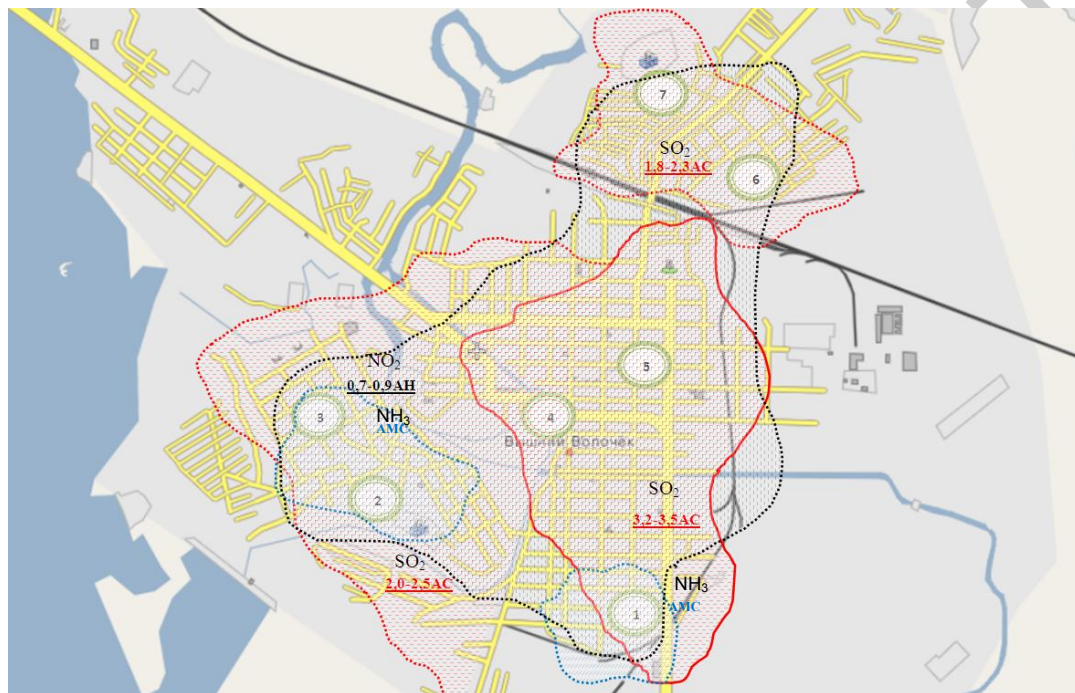 7
SO₂
1,8-2,3АС
6
5
NO₂
0,7-0,9АН
3
NH₃
АМС
4
Вышний Волочек
2
SO₂
3,2-3,5АС
SO₂
2,0-2,5АС
NH₃
АМС
1